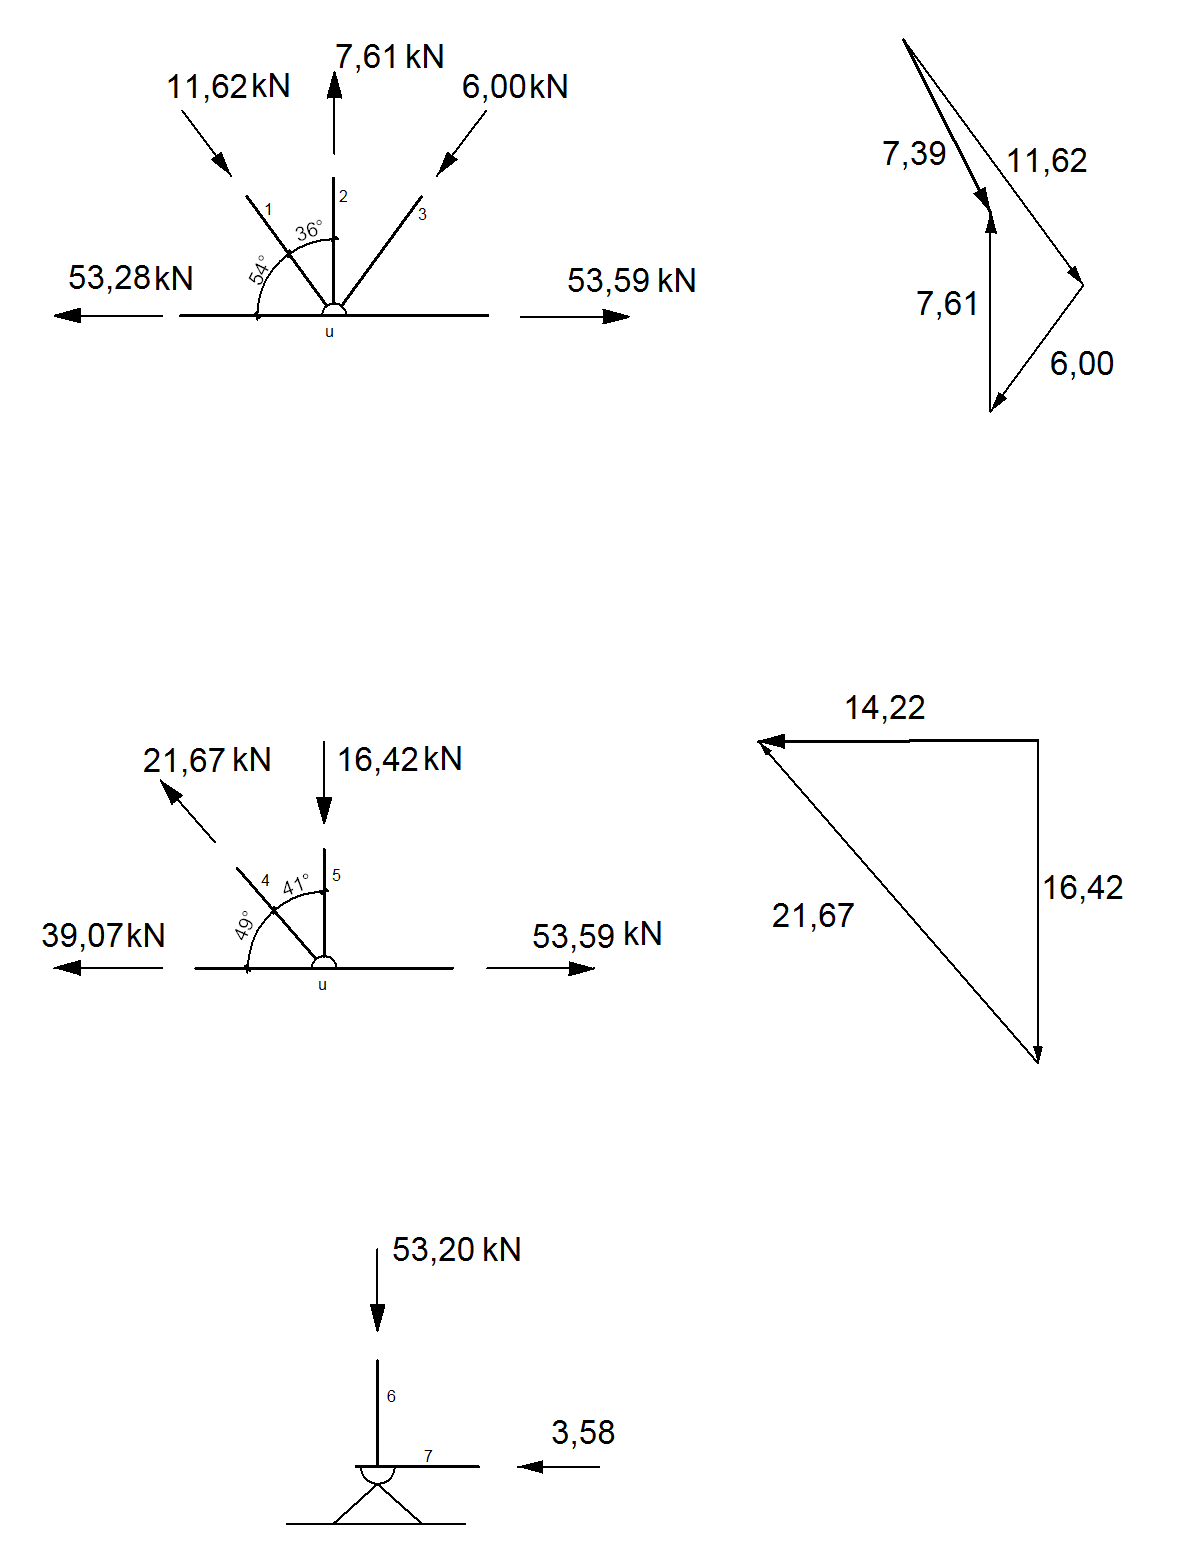 7,61 kN
11,62 kN
6,00 kN
1
2
3
36°
54°
53,28 kN
53,59 kN
u
7,39
11,62
7,61
6,00
14,22
21,67 kN
16,42 kN
4
41°
5
49°
39,07 kN
53,59 kN
u
16,42
21,67
53,20 kN
6
3,58
7